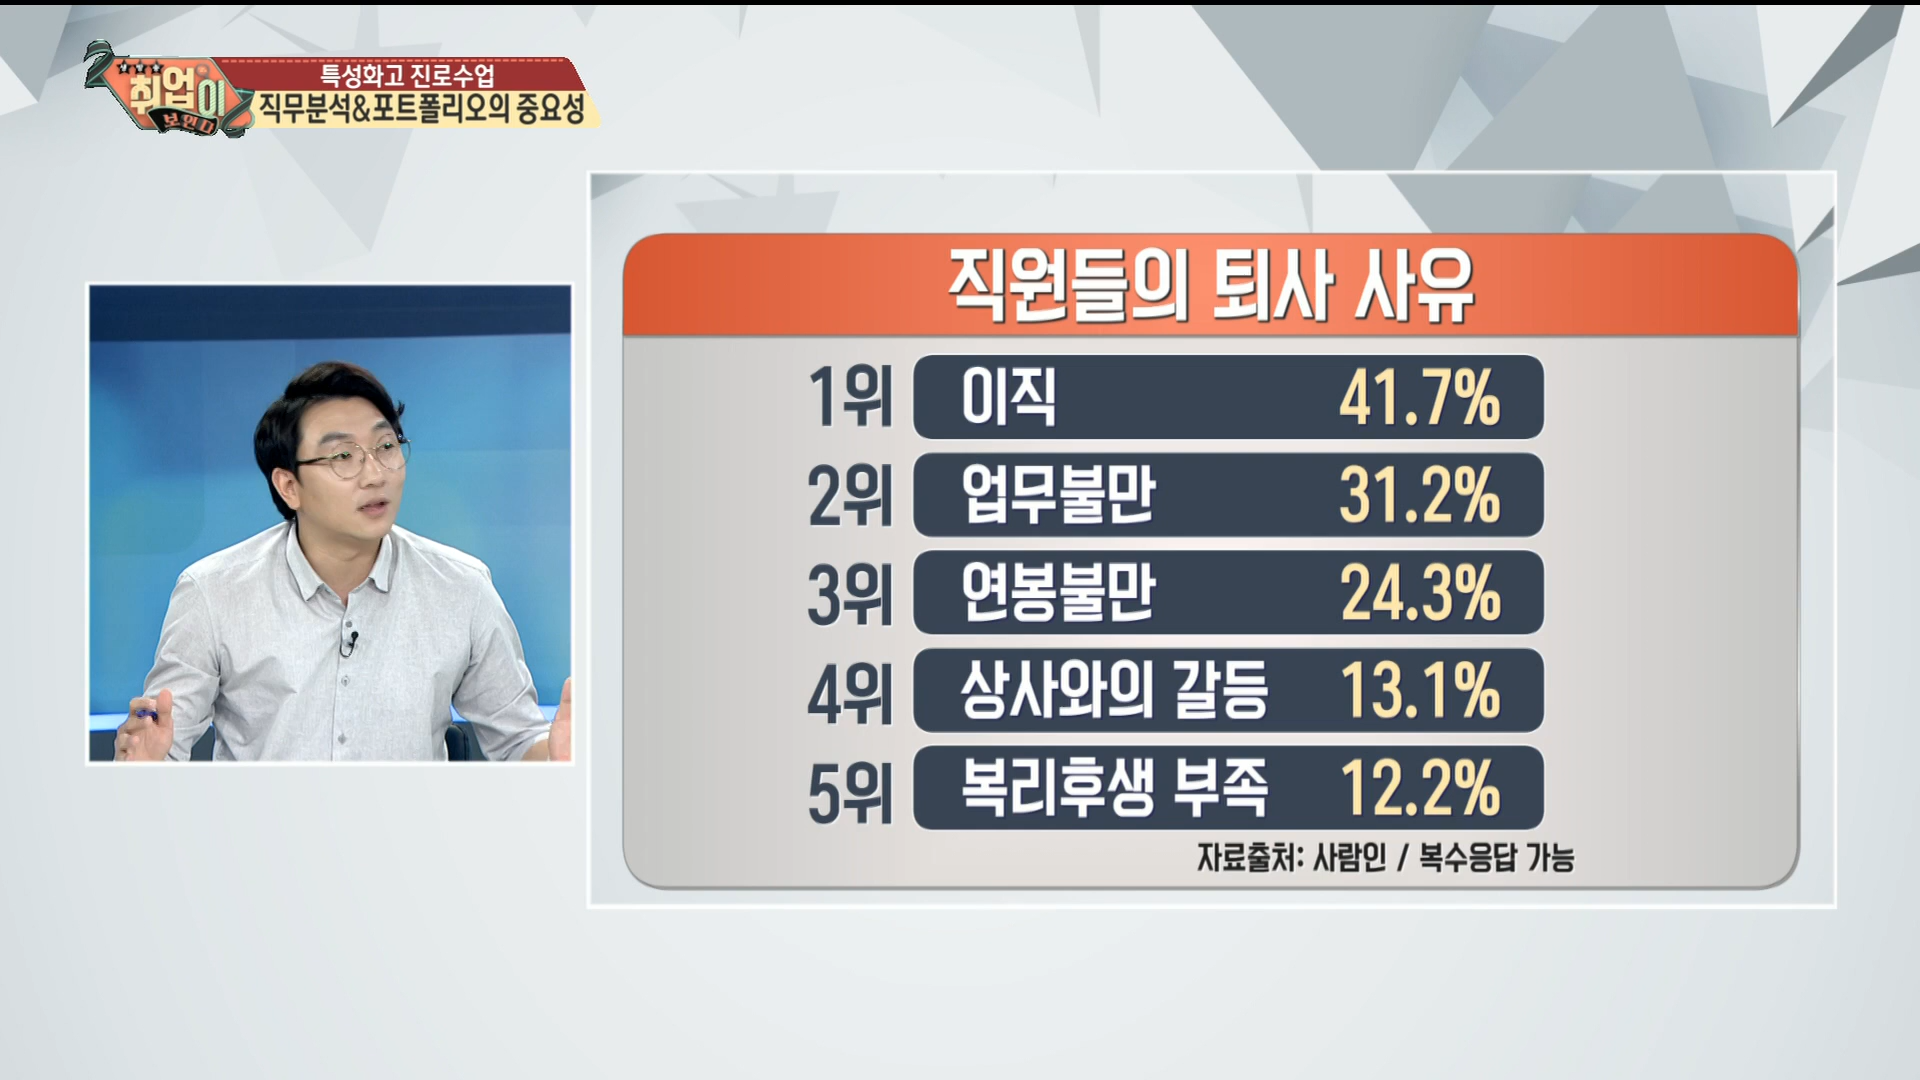 특성화고 진로수업
취업이
보인다
직무분석&포트폴리오의 중요성
직원들의 퇴사 사유
1위 이직 41.7%
2위 업무불만 31.2%
3위 연봉불만 24.3%
4위 상사와의 갈등 13.1%
5위 복리후생 부족 12.2%
자료출처: 사람인 / 복수응답 가능